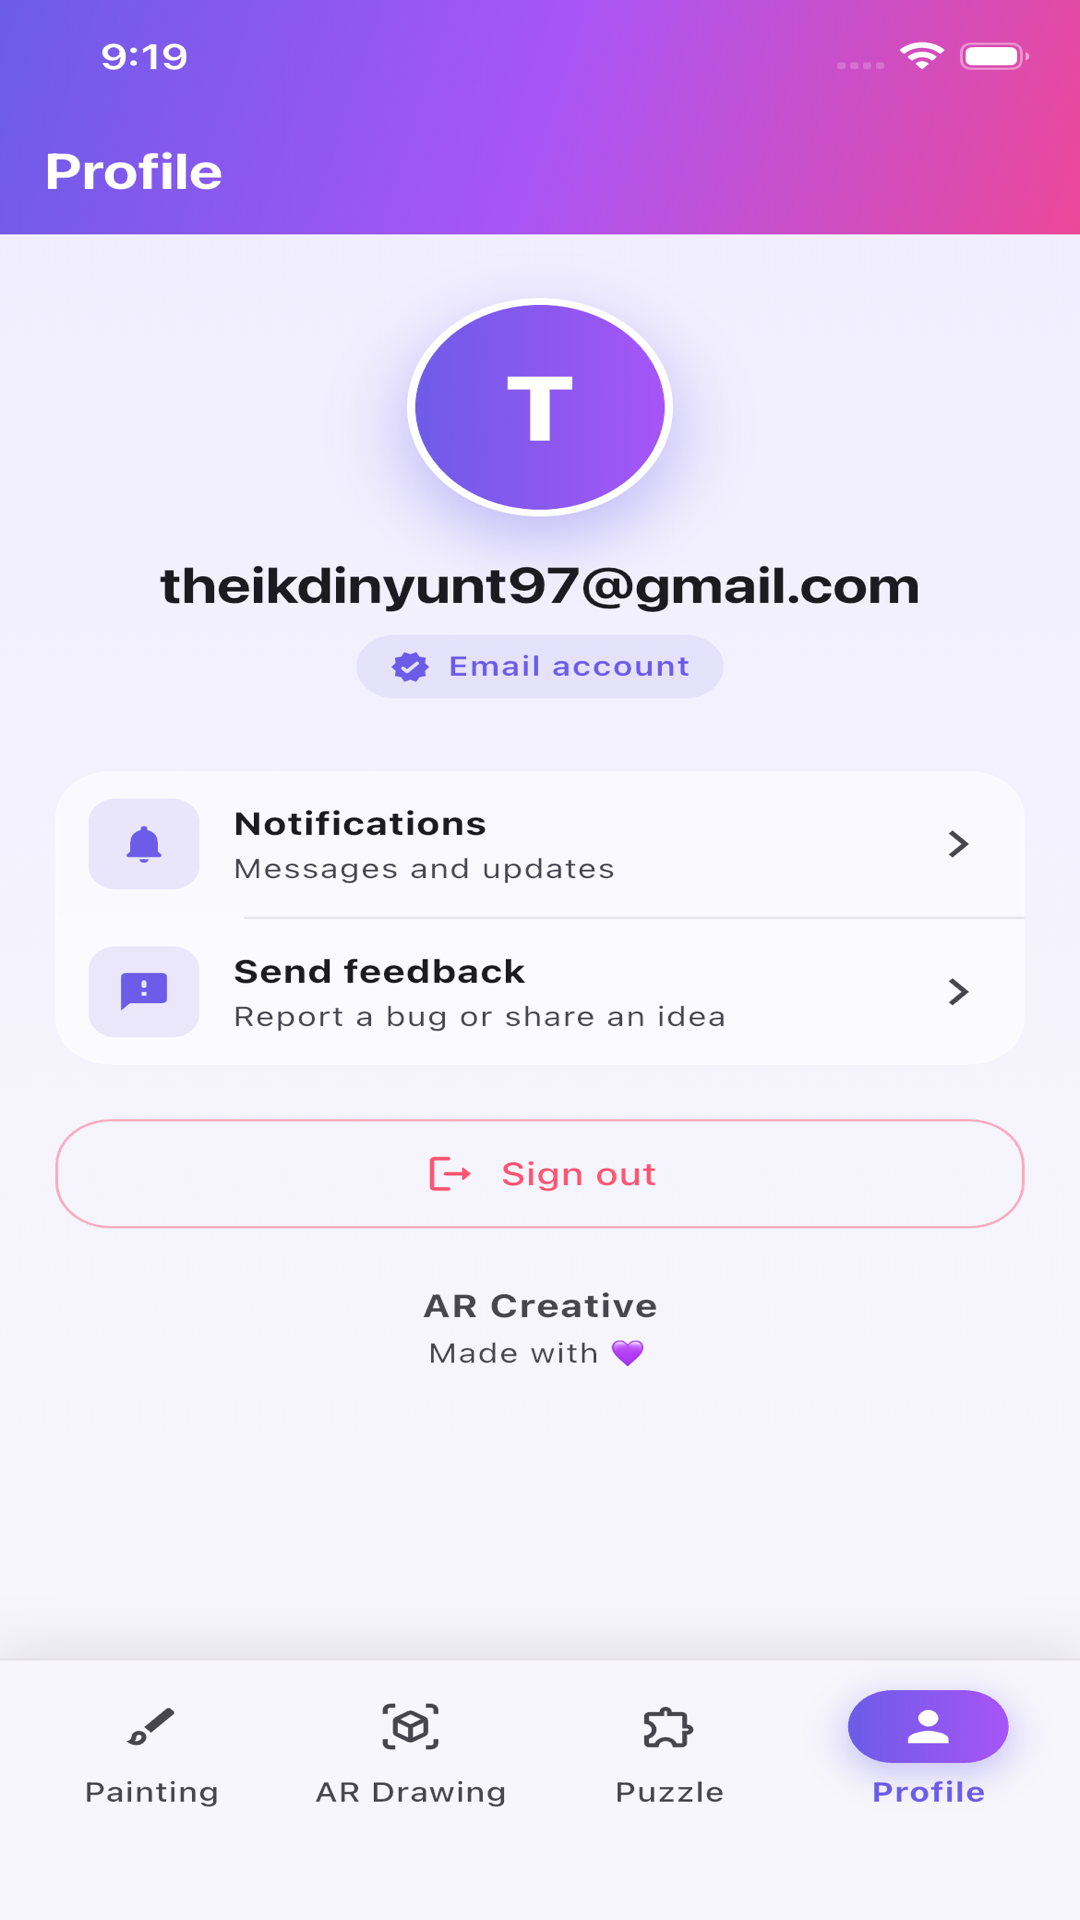 9:19
Profile
T
theikdinyunt97@gmail.com
Email account
Notifications
Messages and updates
Send feedback
Report a bug or share an idea
Sign out
AR Creative
Made with 💜
Painting
AR Drawing
Puzzle
Profile